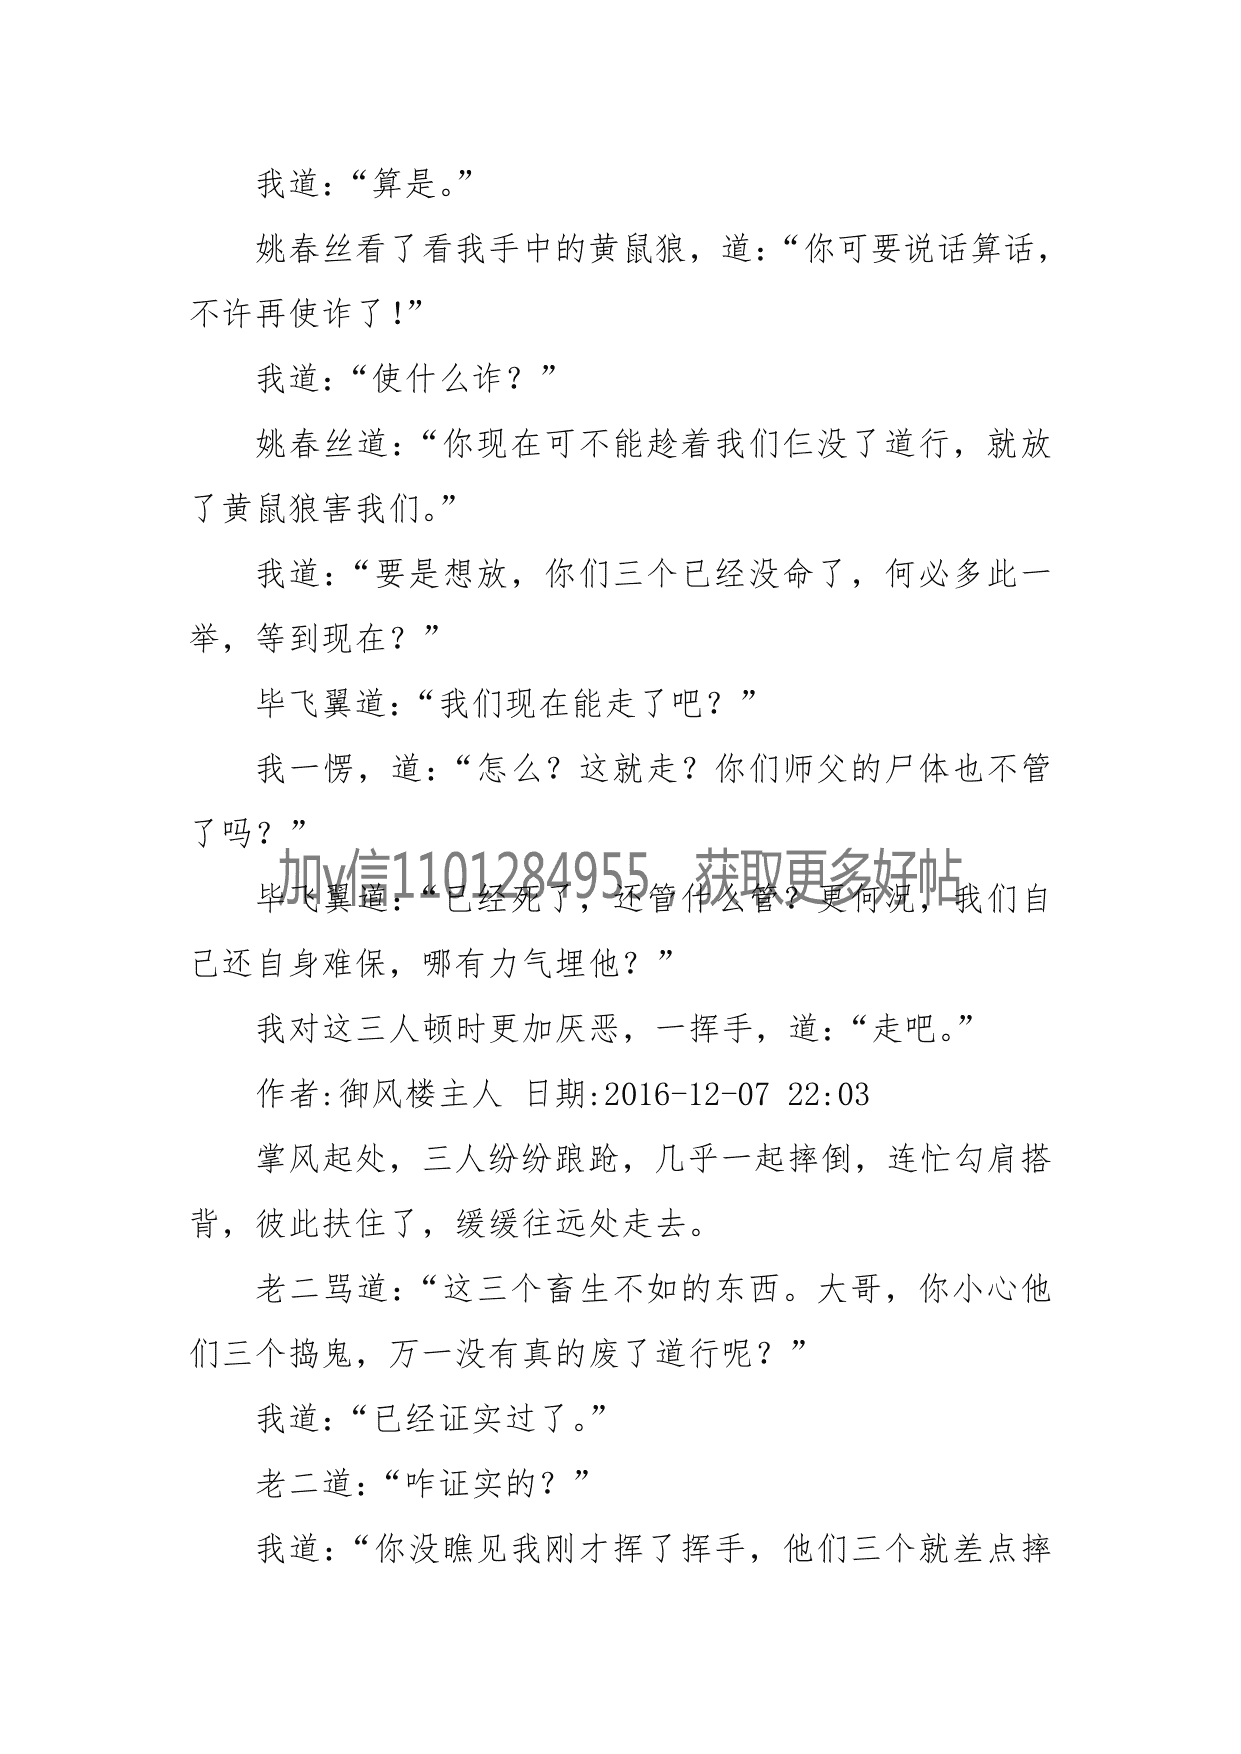 我道：“算是。”
姚春丝看了看我手中的黄鼠狼，道：“你可要说话算话，
不许再使诈了！”
我道：“使什么诈？”
姚春丝道：“你现在可不能趁着我们仨没了道行，就放
了黄鼠狼害我们。”
我道：“要是想放，你们三个已经没命了，何必多此一
举，等到现在？”
毕飞翼道：“我们现在能走了吧？”
我一愣，道：“怎么？这就走？你们师父的尸体也不管
了吗？”
加v信1101284955，获取更多好帖
毕飞翼道：“已经死了，还管什么管？更何况，我们自
己还自身难保，哪有力气埋他？”
我对这三人顿时更加厌恶，一挥手，道：“走吧。”
作者:御风楼主人 日期:2016-12-07 22:03
掌风起处，三人纷纷踉跄，几乎一起摔倒，连忙勾肩搭
背，彼此扶住了，缓缓往远处走去。
老二骂道：“这三个畜生不如的东西。大哥，你小心他
们三个捣鬼，万一没有真的废了道行呢？”
我道：“已经证实过了。”
老二道：“咋证实的？”
我道：“你没瞧见我刚才挥了挥手，他们三个就差点摔